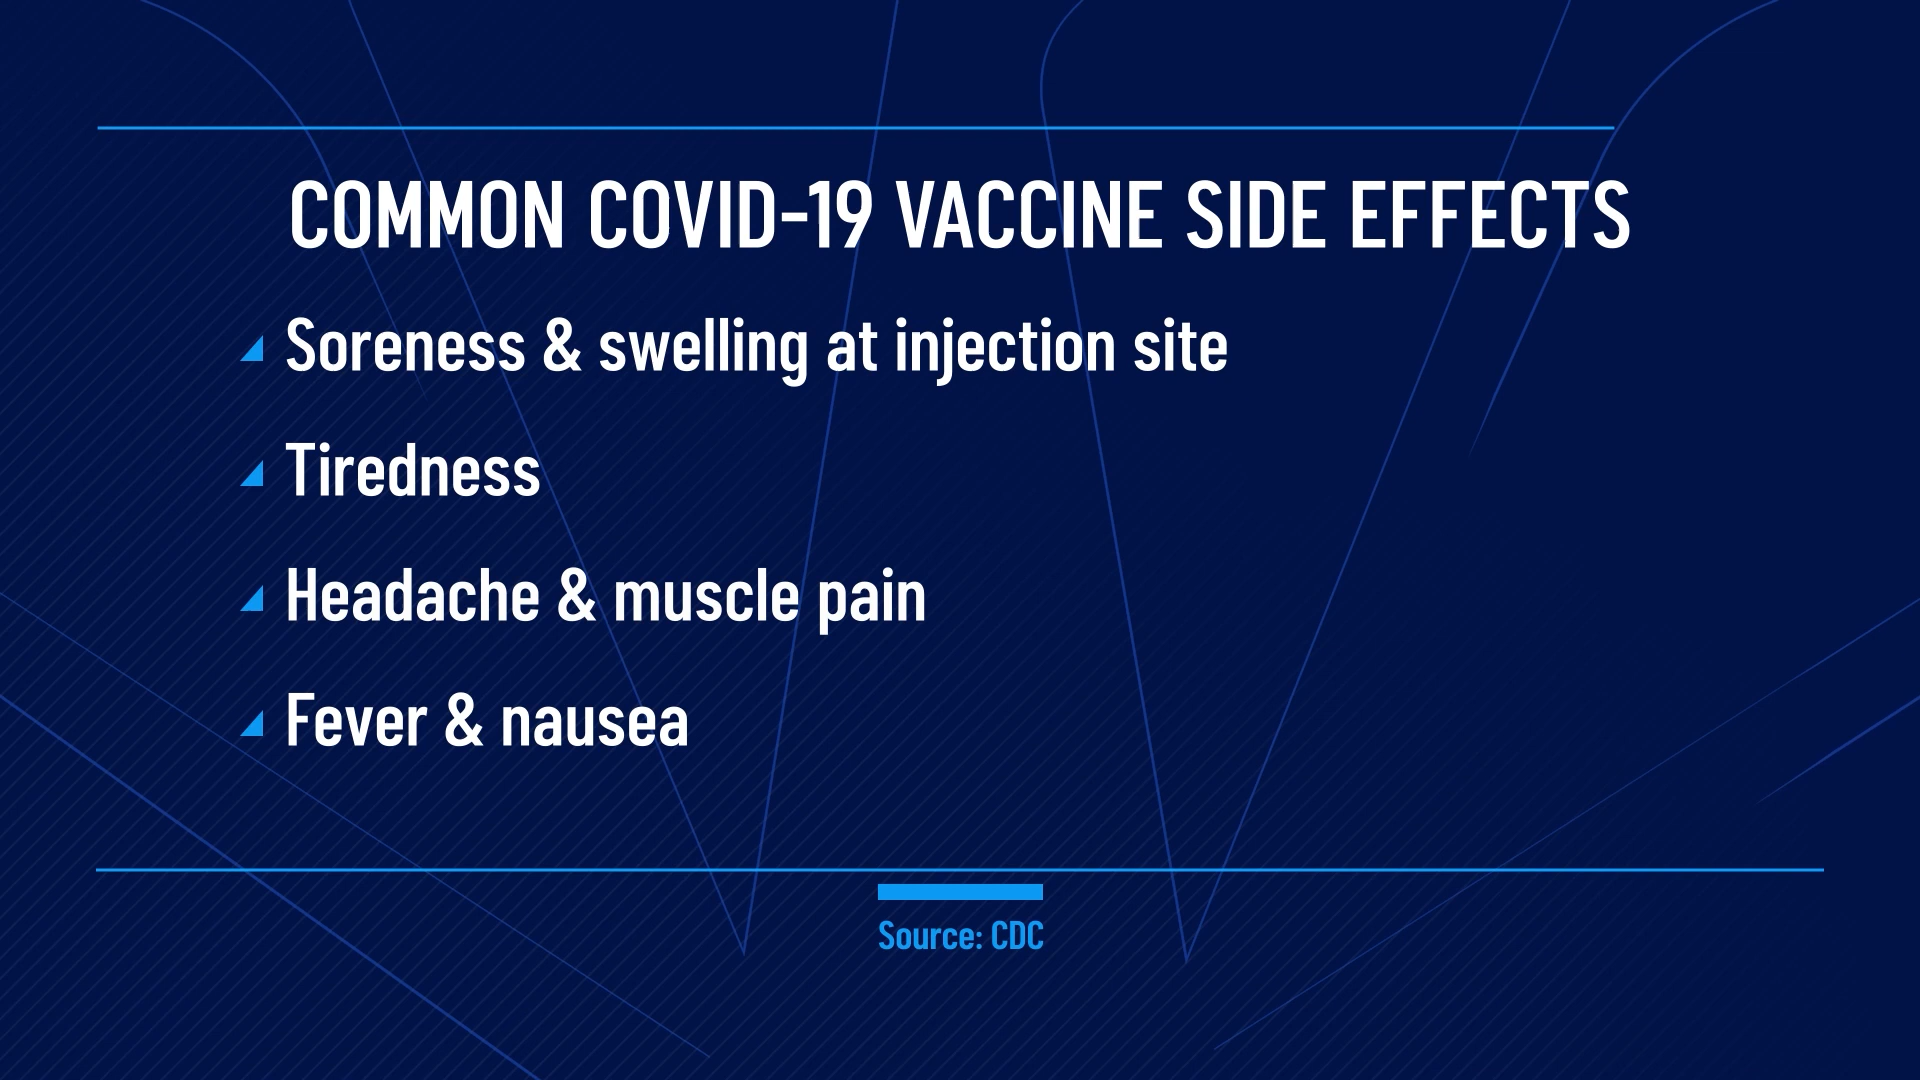 COMMON COVID-19 VACCINE SIDE EFFECTS
Soreness & swelling at injection site
Tiredness
Headache & muscle pain
Fever & nausea
Source: CDC